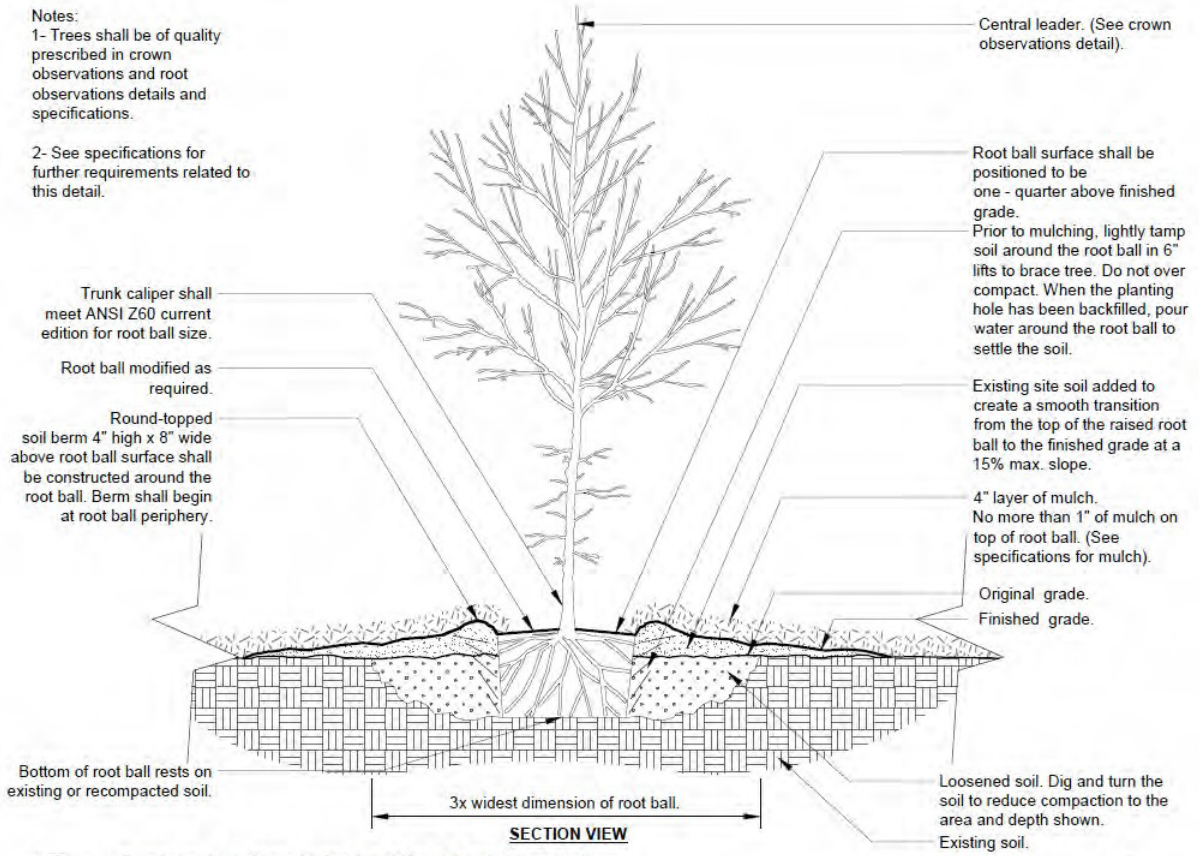 Notes:
1- Trees shall be of quality
prescribed in crown
observations and root
observations details and
specifications.
2- See specifications for
further requirements related to
this detail.
Trunk caliper shall
meet ANSI Z60 current
edition for root ball size.
Root ball modified as
required.
Round-topped
soil berm 4" high x 8" wide
above root ball surface shall
be constructed around the
root ball. Berm shall begin
at root ball periphery.
Bottom of root ball rests on
existing or recompacted soil.
Central leader. (See crown
observations detail).
Root ball surface shall be
positioned to be
one - quarter above finished
grade.
Prior to mulching, lightly tamp
soil around the root ball in 6"
lifts to brace tree. Do not over
compact. When the planting
hole has been backfilled, pour
water around the root ball to
settle the soil.
Existing site soil added to
create a smooth transition
from the top of the raised root
ball to the finished grade at a
15% max. slope.
4" layer of mulch.
No more than 1" of mulch on
top of root ball. (See
specifications for mulch).
Original grade.
Finished grade.
Loosened soil. Dig and turn the
soil to reduce compaction to the
area and depth shown.
Existing soil.
3x widest dimension of root ball.
SECTION VIEW